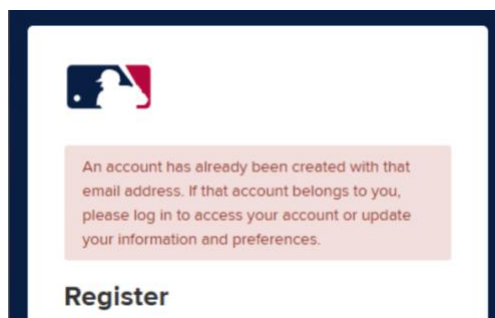 An account has already been created with that
email address. If that account belongs to you,
please log in to access your account or update
your information and preferences.
Register